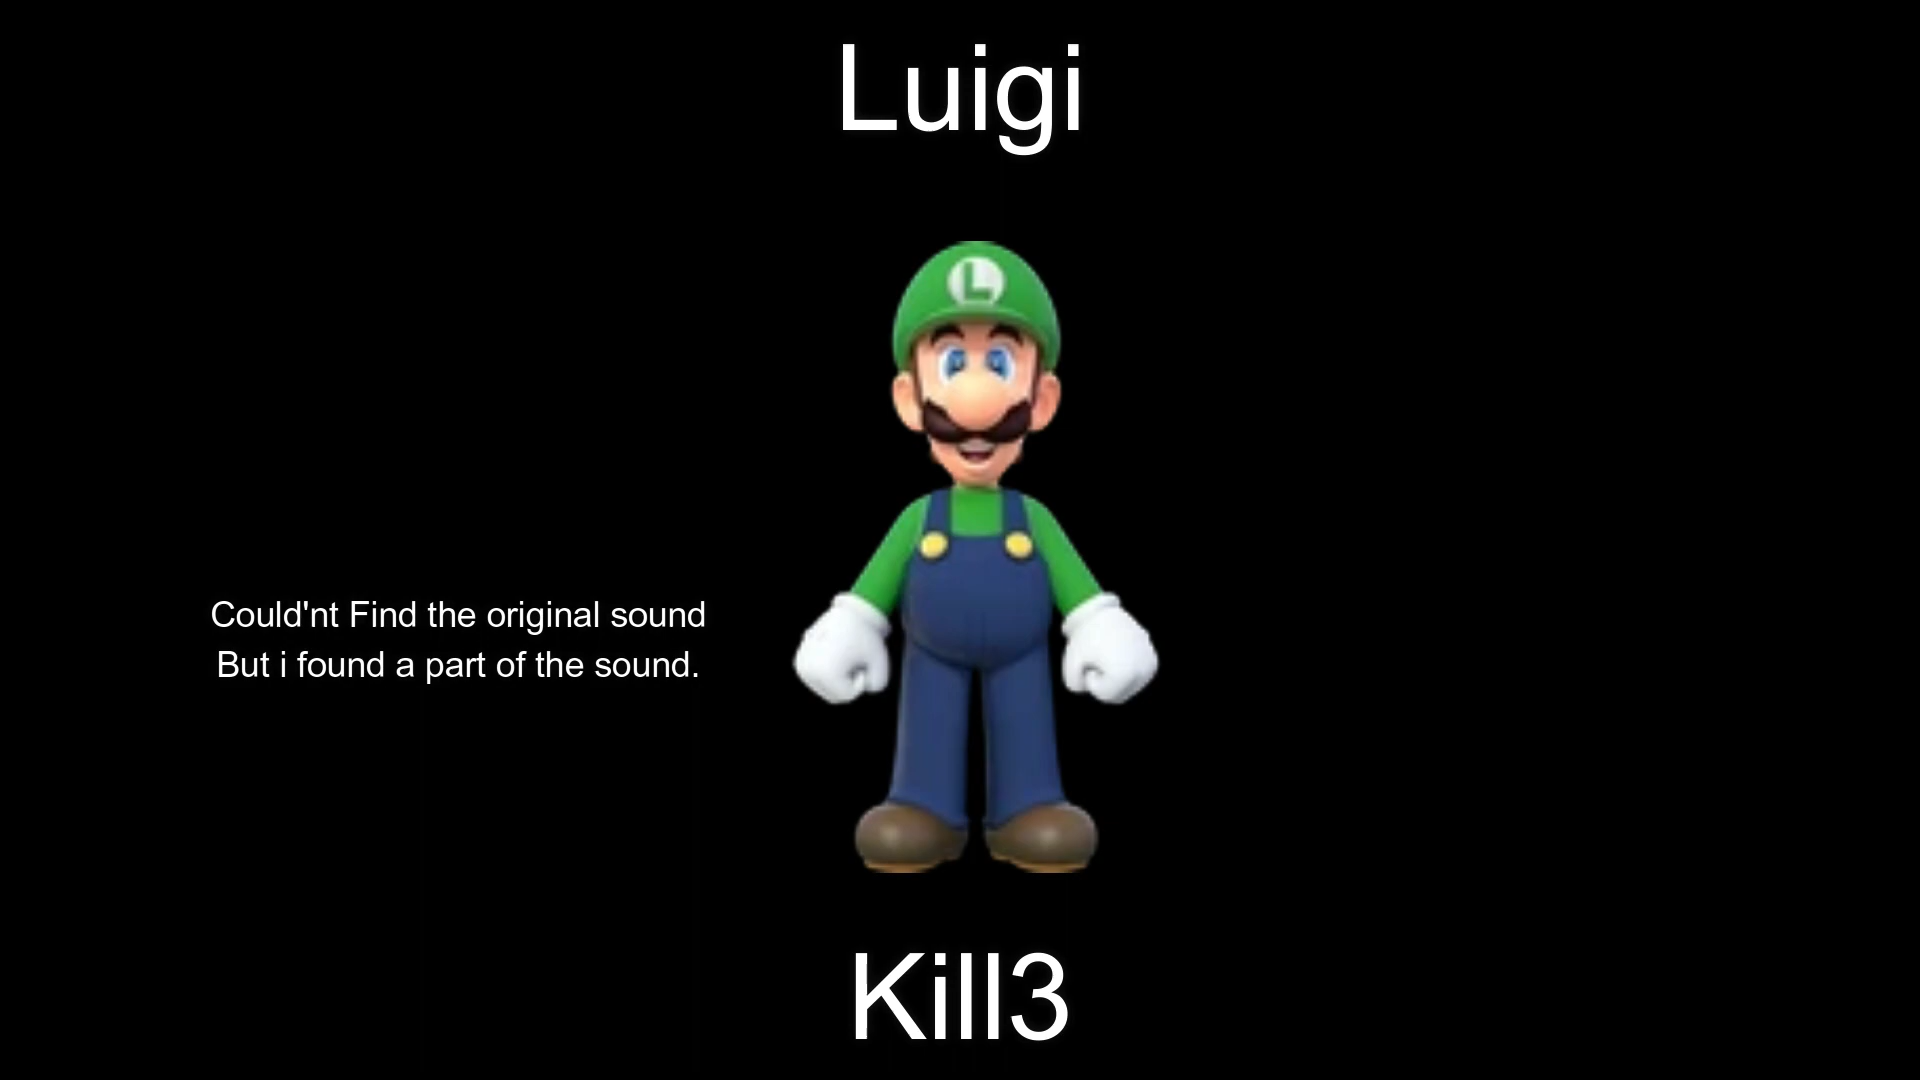 Luigi
L
Could'nt Find the original sound
But i found a part of the sound.
Kill3